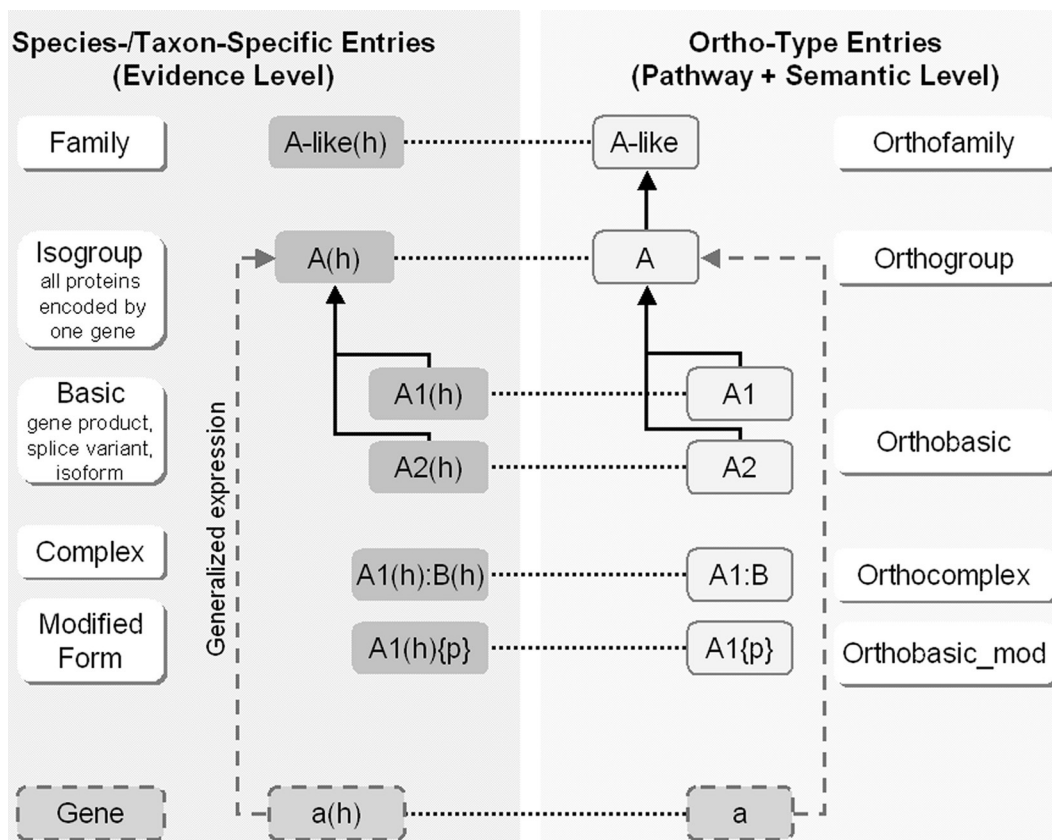 Species-/Taxon-Specific Entries
(Evidence Level)
Ortho-Type Entries
(Pathway + Semantic Level)
Family
A-like(h)
A-like
Orthofamily
Isogroup
all proteins
encoded by
one gene
A(h)
A
Orthogroup
Basic
gene product,
splice variant,
isoform
A1(h)
A1
A2(h)
A2
Orthobasic
Generalized expression
Complex
A1(h):B(h)
A1:B
Orthocomplex
Modified
Form
A1(h){p}
A1{p}
Orthobasic_mod
Gene
a(h)
a